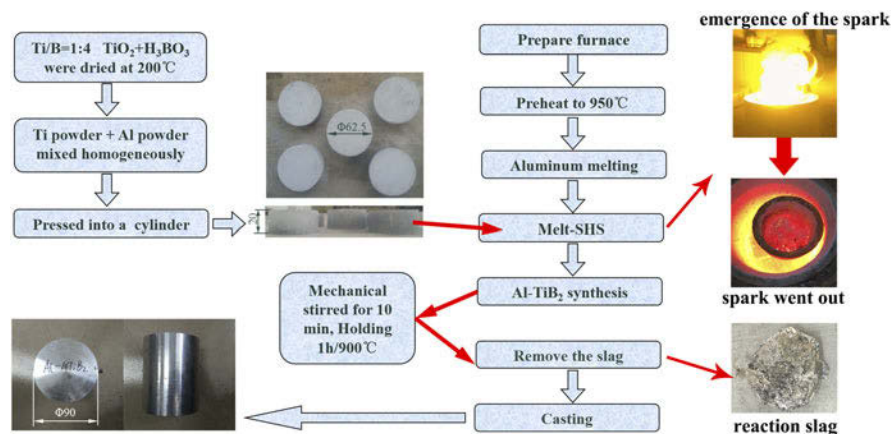 Ti/B=1:4 TiO₂+H₃BO₃
were dried at 200℃
Ti powder + Al powder
mixed homogeneously
Pressed into a cylinder
Φ62.5
20
Prepare furnace
Preheat to 950℃
Aluminum melting
Melt-SHS
Al-TiB₂ synthesis
Mechanical
stirred for 10
min, Holding
1h/900℃
Remove the slag
Casting
emergence of the spark
spark went out
reaction slag
Φ90